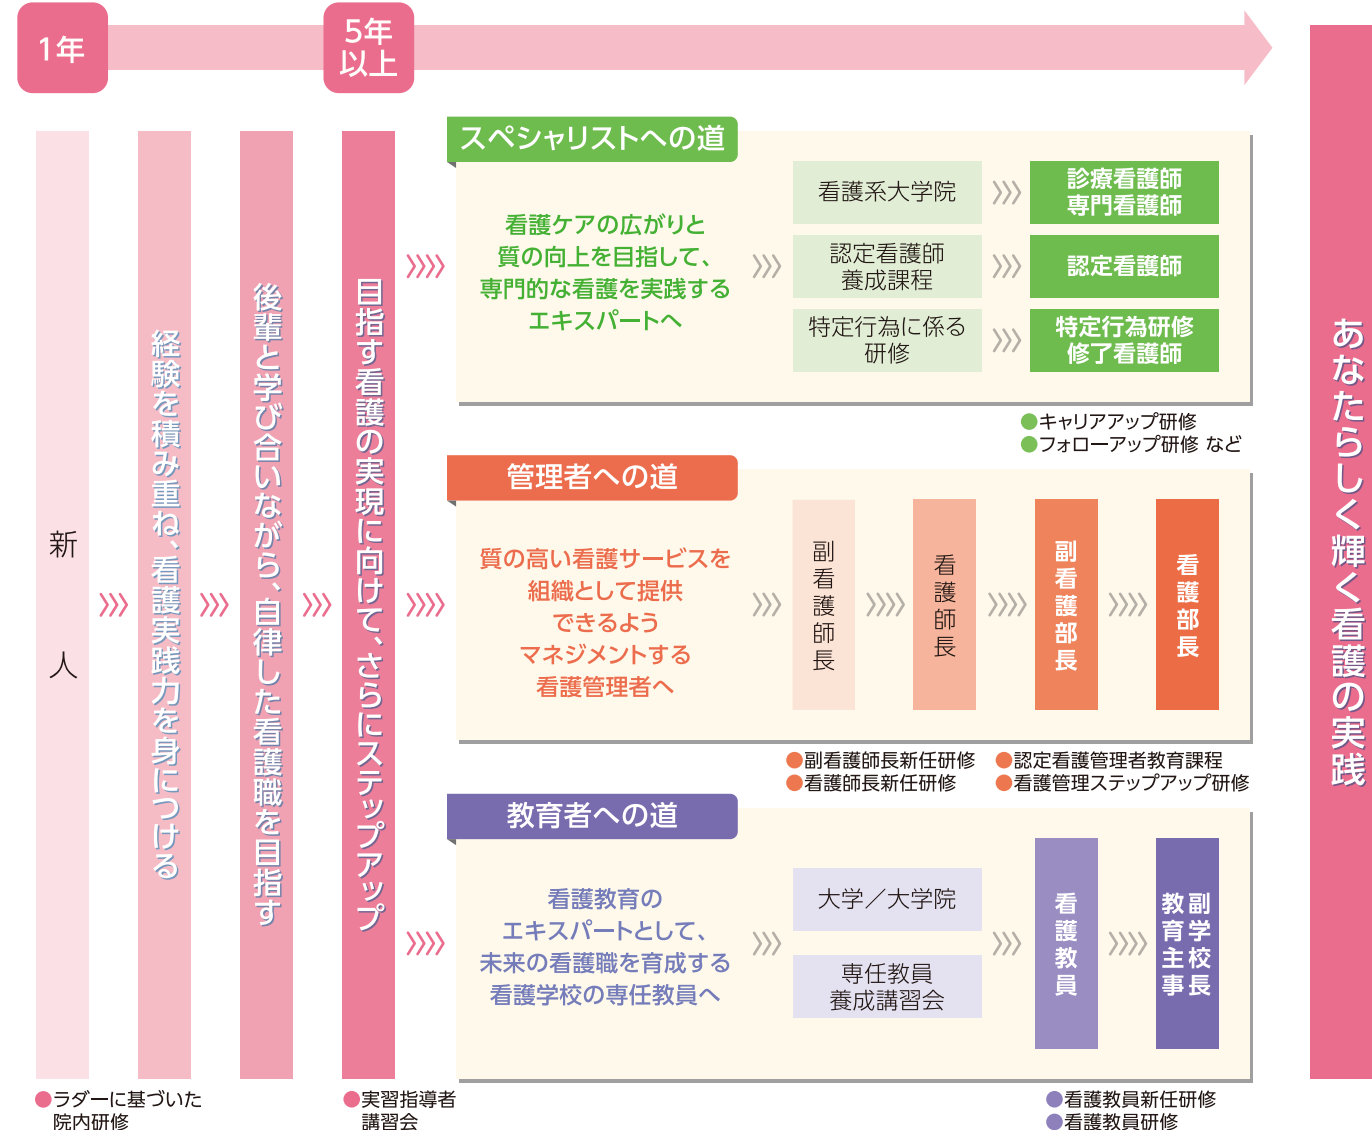 1年
5年
以上
新人
経験を積み重ね、看護実践力を身につける
後輩と学び合いながら、自律した看護職を目指す
目指す看護の実現に向けて、さらにステップアップ
スペシャリストへの道
看護ケアの広がりと
質の向上を目指して、
専門的な看護を実践する
エキスパートへ
看護系大学院
診療看護師
専門看護師
認定看護師
養成課程
認定看護師
特定行為に係る
研修
特定行為研修
修了看護師
●キャリアアップ研修
●フォローアップ研修 など
管理者への道
質の高い看護サービスを
組織として提供
できるよう
マネジメントする
看護管理者へ
副看護師長
看護師長
副看護部長
看護部長
●副看護師長新任研修
●看護師長新任研修
●認定看護管理者教育課程
●看護管理ステップアップ研修
教育者への道
看護教育の
エキスパートとして、
未来の看護職を育成する
看護学校の専任教員へ
大学／大学院
専任教員
養成講習会
看護教員
副学校長
教育主事
●看護教員新任研修
●看護教員研修
●ラダーに基づいた
院内研修
●実習指導者
講習会
あなたらしく輝く看護の実践